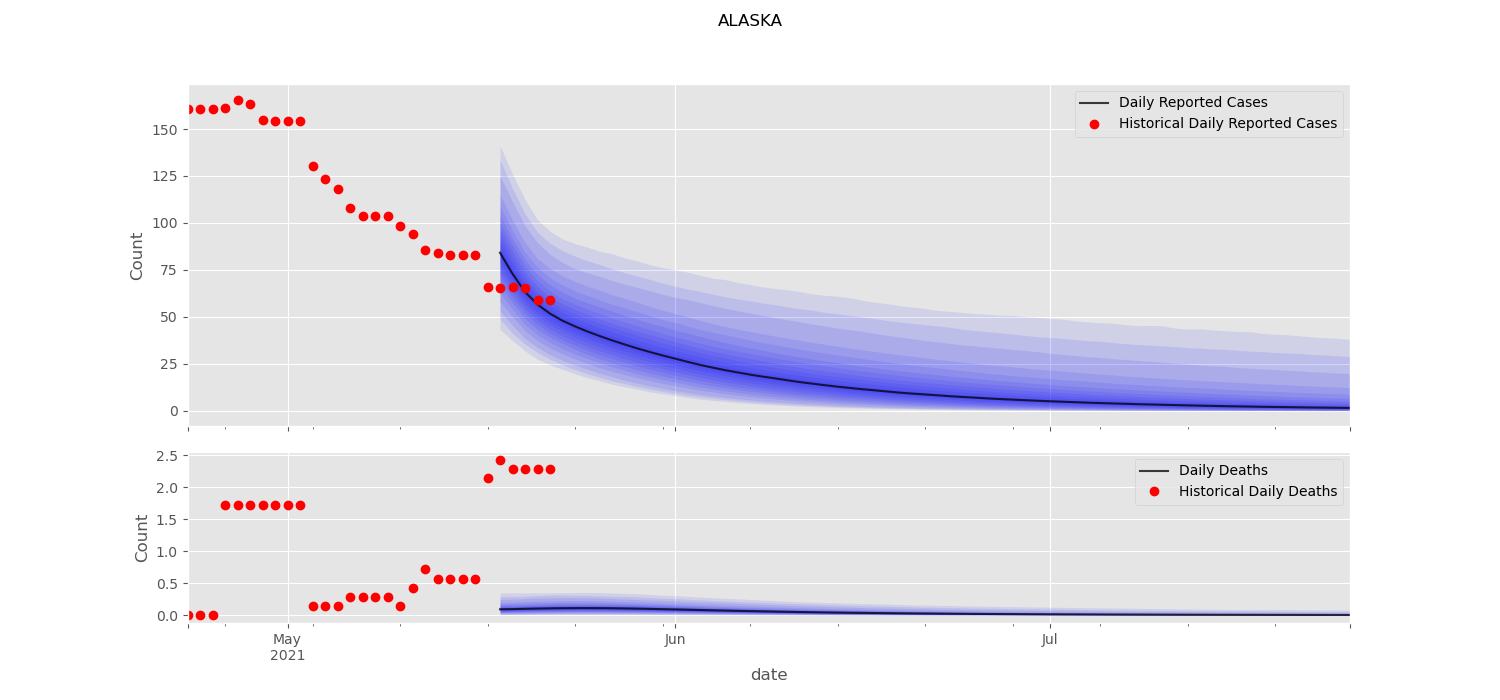 ALASKA
Daily Reported Cases
Historical Daily Reported Cases
150
125
100
75
50
25
0
Count
Daily Deaths
Historical Daily Deaths
2.5
2.0
1.5
1.0
0.5
0.0
Count
May
2021
Jun
Jul
date